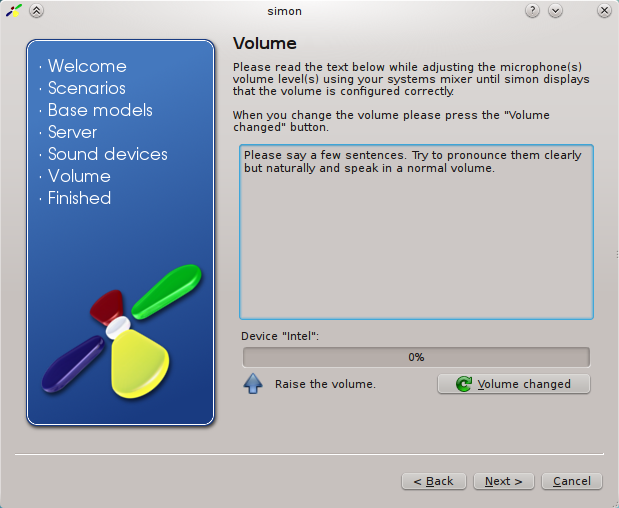 simon
· Welcome
· Scenarios
· Base models
· Server
· Sound devices
· Volume
· Finished
Volume
Please read the text below while adjusting the microphone(s)
volume level(s) using your systems mixer until simon displays
that the volume is configured correctly.
When you change the volume please press the "Volume
changed" button.
Please say a few sentences. Try to pronounce them clearly
but naturally and speak in a normal volume.
Device "Intel":
0%
Raise the volume.
Volume changed
< Back
Next >
Cancel